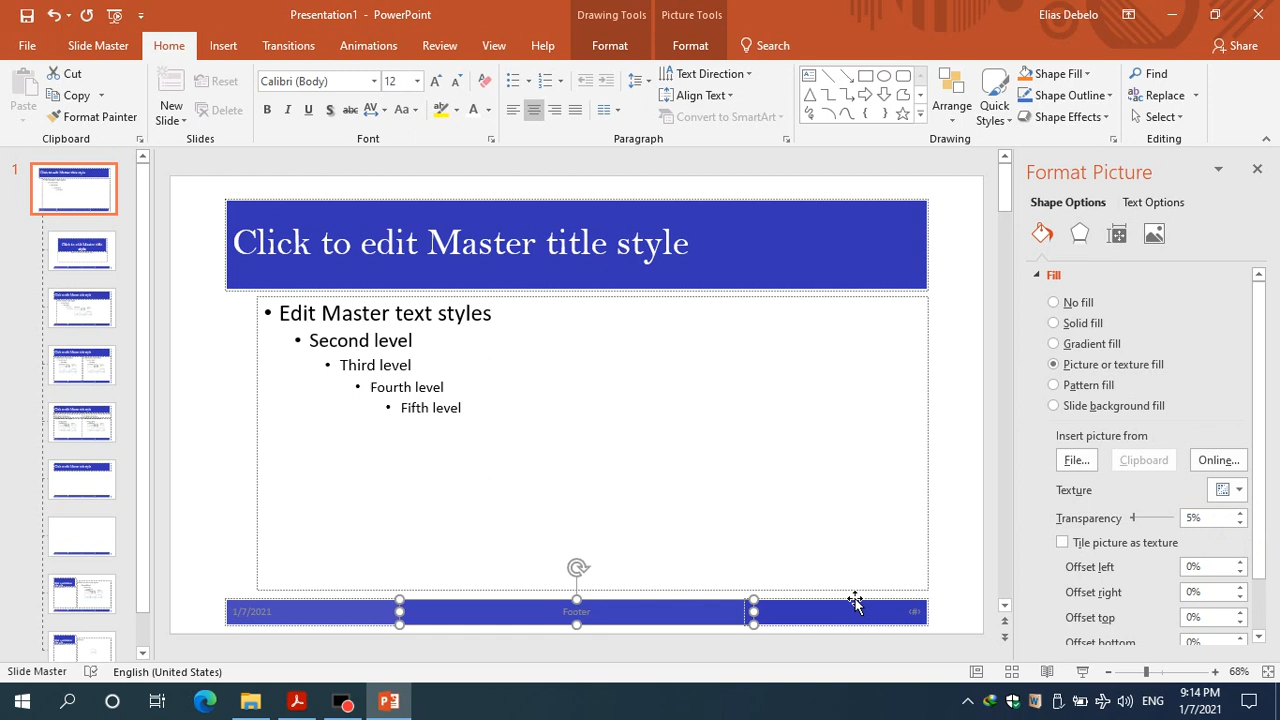 Presentation1 - PowerPoint
Drawing Tools
Picture Tools
Elias Debelo
File
Slide Master
Home
Insert
Transitions
Animations
Review
View
Help
Format
Format
Search
Share
Paste
Cut
Copy
Format Painter
Clipboard
New Slide
Reset
Delete
Slides
Calibri (Body)
12
Font
Text Direction
Align Text
Convert to SmartArt
Paragraph
Arrange
Quick Styles
Shape Fill
Shape Outline
Shape Effects
Drawing
Find
Replace
Select
Editing
1
Click to edit Master title style
• Edit Master text styles
• Second level
• Third level
• Fourth level
• Fifth level
1/7/2021
Footer
‹#›
Format Picture
Shape Options
Text Options
Fill
No fill
Solid fill
Gradient fill
Picture or texture fill
Pattern fill
Slide background fill
Insert picture from
File...
Clipboard
Online...
Texture
Transparency
5%
Tile picture as texture
Offset left
0%
Offset right
0%
Offset top
0%
Offset bottom
0%
Slide Master
English (United States)
68%
ENG
9:14 PM
1/7/2021